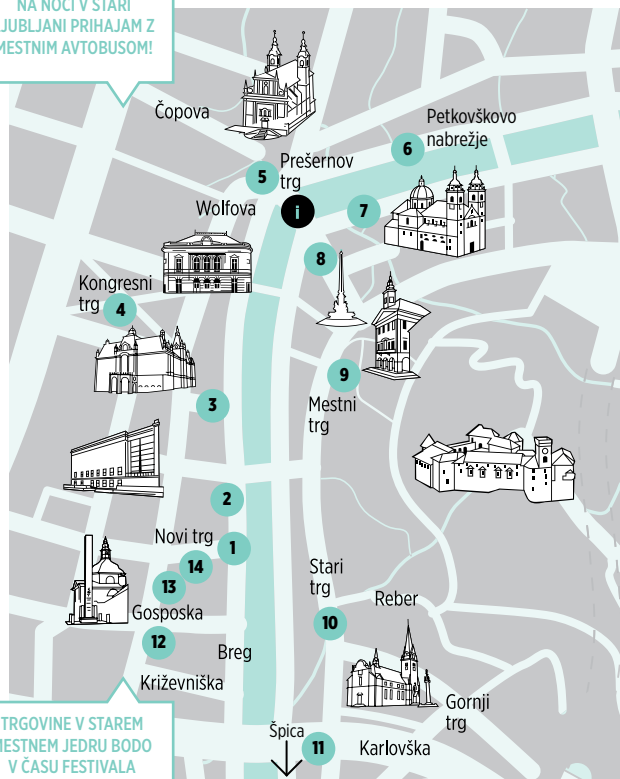 NA NOČI V STARI
LJUBLJANI PRIHAJAM Z
MESTNIM AVTOBUSOM!
Čopova
Petkovškovo
nabrežje
6
5
Prešernov
trg
Wolfova
i
7
8
Kongresni
trg
4
9
Mestni
trg
3
2
Novi trg
1
14
13
Gosposka
12
Breg
Križevniška
Stari
trg
10
Reber
Gornji
trg
Špica
11
Karlovška
TRGOVINE V STAREM
MESTNEM JEDRU BODO
V ČASU FESTIVALA